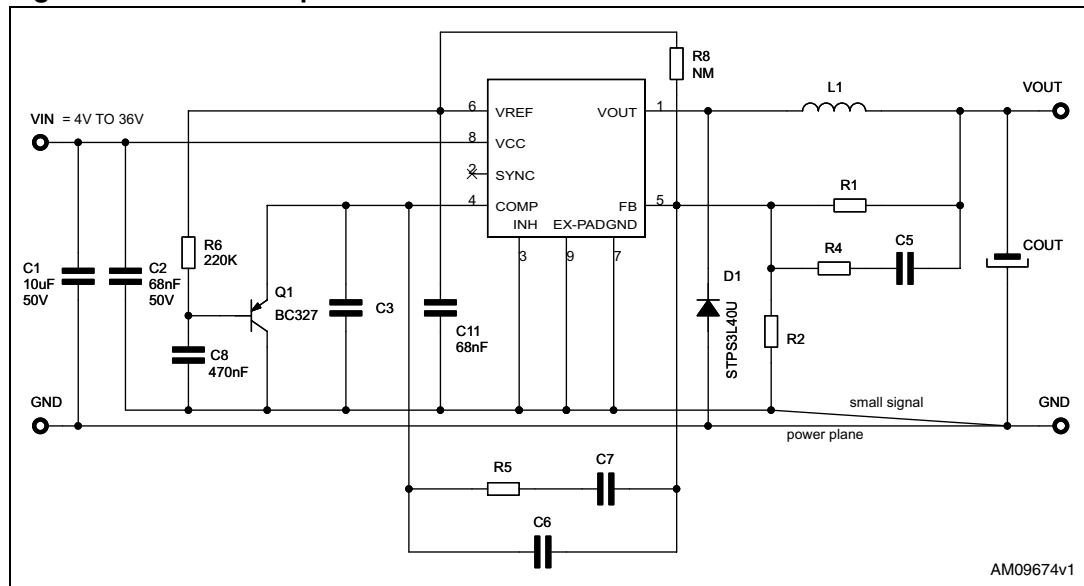 R8
NM
L1
VOUT
VIN = 4V TO 36V
6
VREF
VOUT
1
8
VCC
2
SYNC
4
COMP
FB
5
INH
EX-PAD
GND
3
9
7
R1
R4
C5
COUT
R6
220K
C1
10uF
50V
C2
68nF
50V
Q1
BC327
C3
C11
68nF
D1
STPS3L40U
R2
C8
470nF
GND
small signal
GND
power plane
R5
C7
C6
AM09674v1